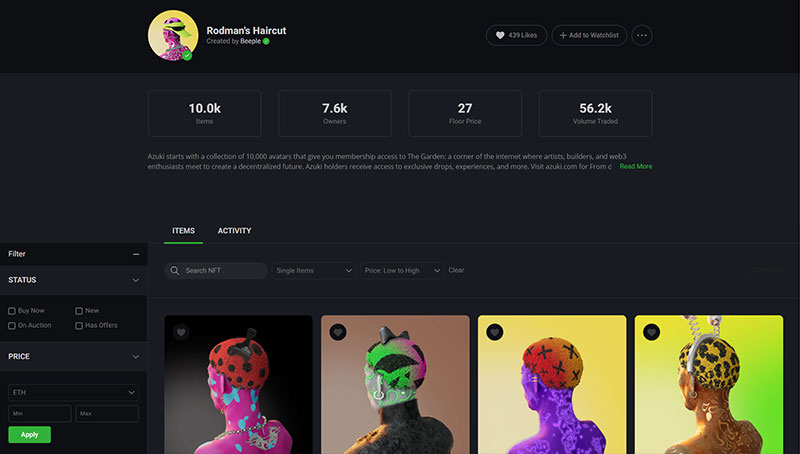 Rodman's Haircut
Created by Beeple
439 Likes
Add to Watchlist
10.0k
Items
7.6k
Owners
27
Floor Price
56.2k
Volume Traded
Azuki starts with a collection of 10,000 avatars that give you membership access to The Garden: a corner of the internet where artists, builders, and web3
enthusiasts meet to create a decentralized future. Azuki holders receive access to exclusive drops, experiences, and more. Visit azuki.com for From d Read More
ITEMS
ACTIVITY
Filter
Search NFT
Single Items
Price: Low to High
Clear
STATUS
Buy Now
New
On Auction
Has Offers
PRICE
ETH
Min
Max
Apply